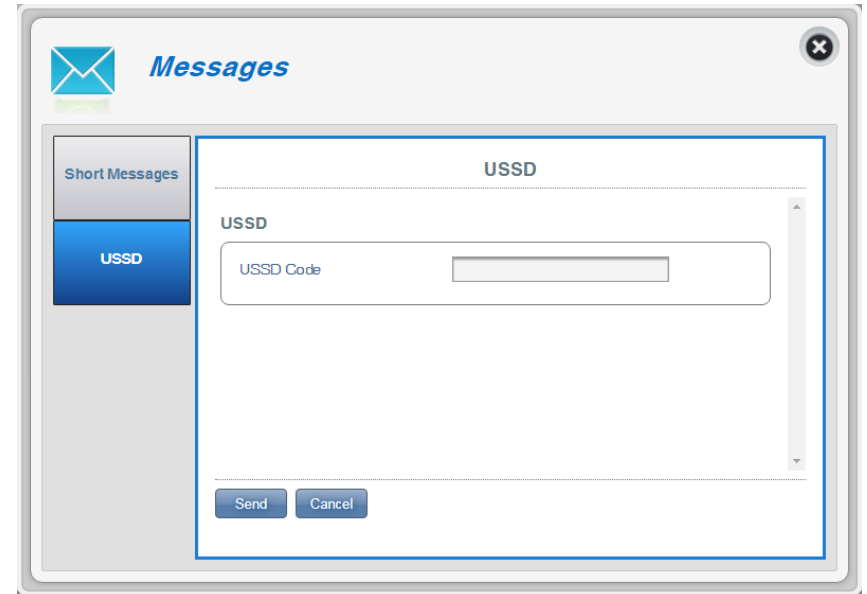 Messages
Short Messages
USSD
USSD
USSD
USSD Code
Send
Cancel